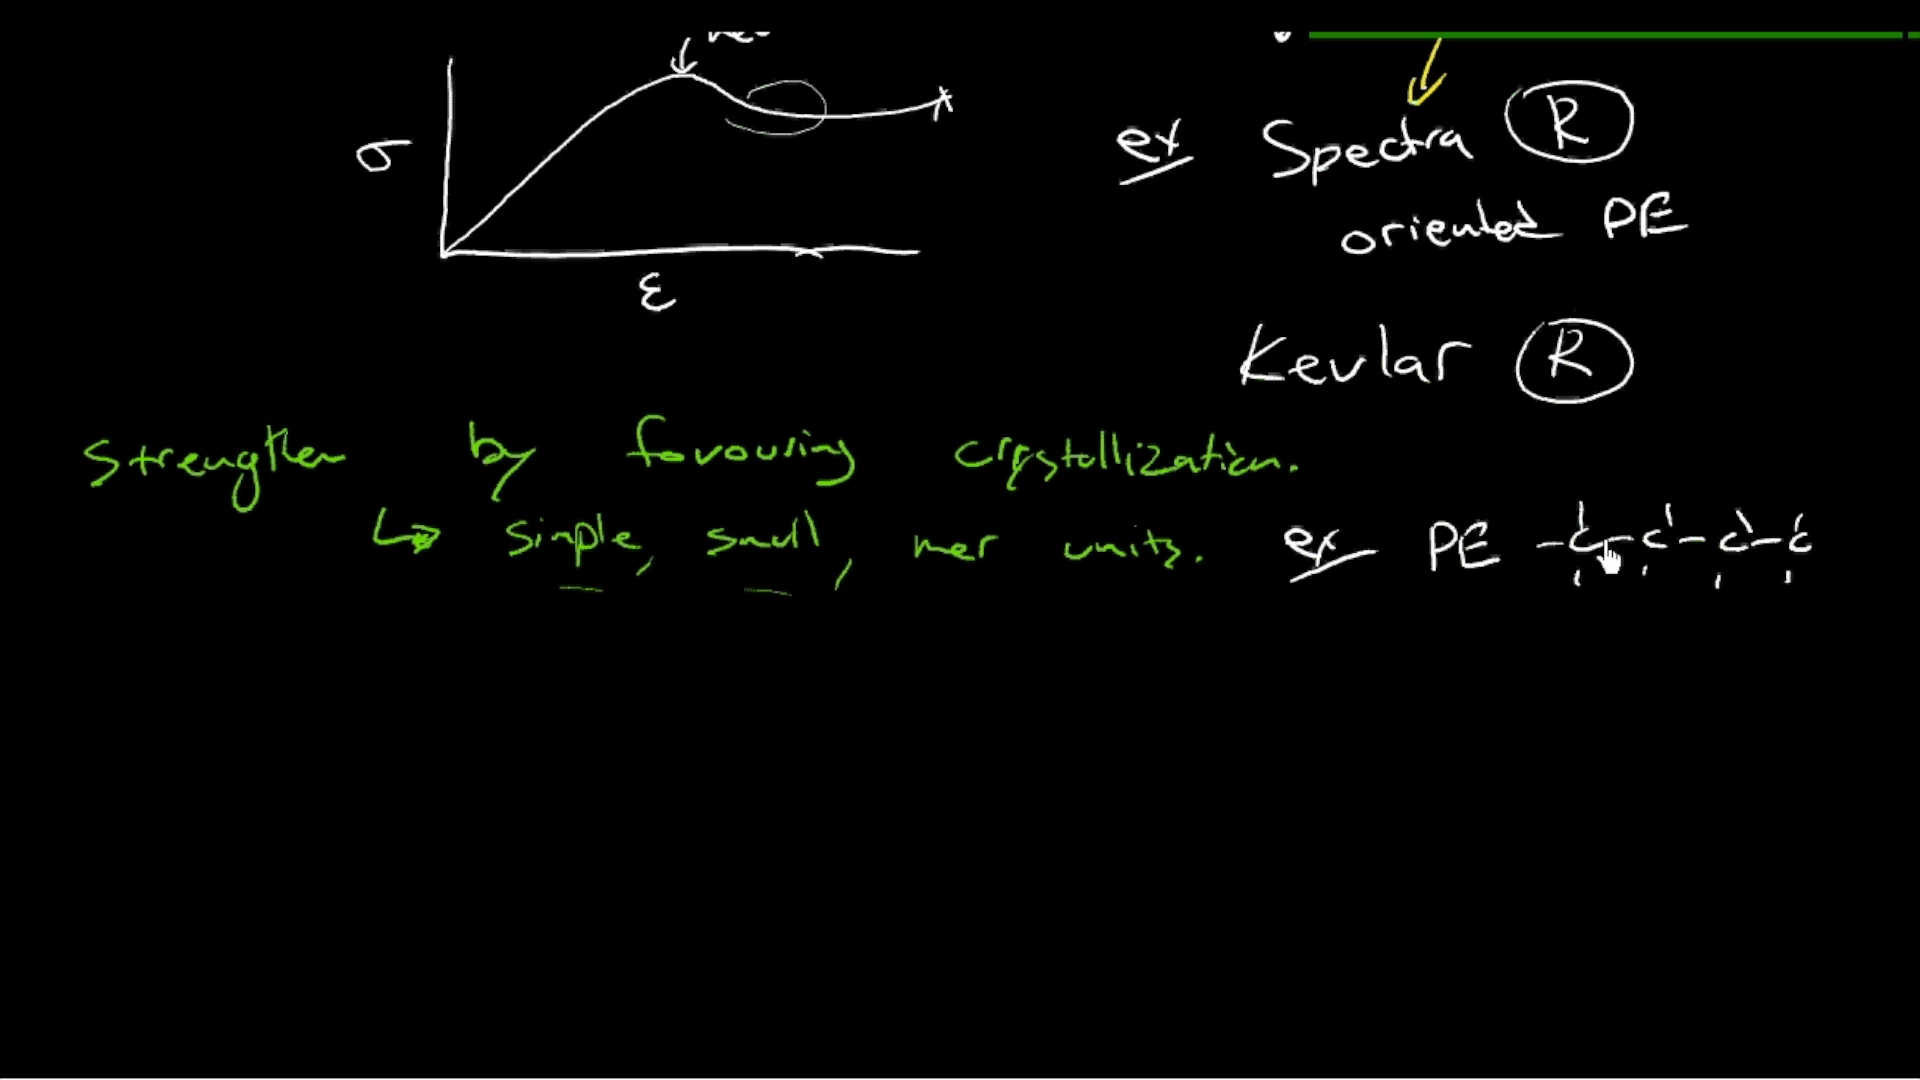 σ
ε
ex Spectra R
oriented PE
Kevlar R
Strengthen by favouring crystallization.
↳ simple, small, mer units. ex PE -C-C-C-C